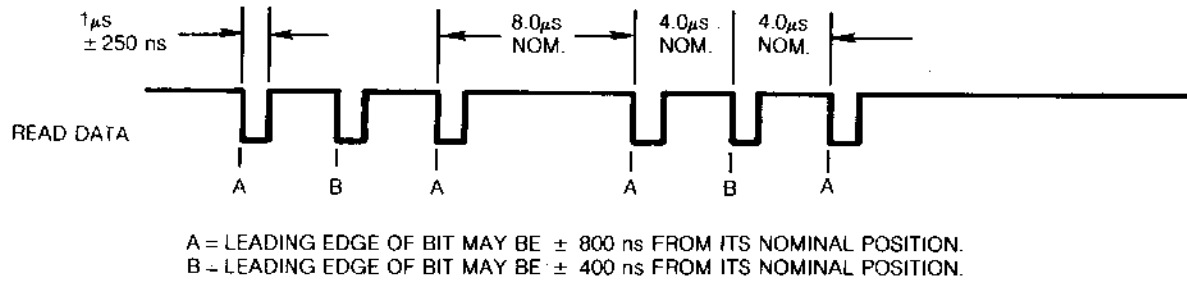 1μs
± 250 ns
8.0μs
NOM.
4.0μs
NOM.
4.0μs
NOM.
READ DATA
A B A A B A
A = LEADING EDGE OF BIT MAY BE ± 800 ns FROM ITS NOMINAL POSITION.
B = LEADING EDGE OF BIT MAY BE ± 400 ns FROM ITS NOMINAL POSITION.